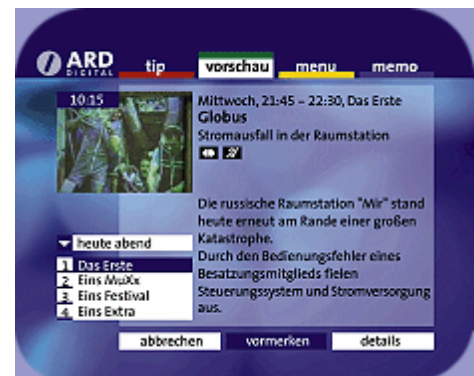 ARD
DIGITAL
tip
vorschau
menu
memo
10:15
Mittwoch, 21:45 – 22:30, Das Erste
Globus
Stromausfall in der Raumstation
Die russische Raumstation "Mir" stand
heute erneut am Rande einer großen
Katastrophe.
Durch den Bedienungsfehler eines
Besatzungsmitglieds fielen
Steuerungssystem und Stromversorgung
aus.
heute abend
1 Das Erste
2 Eins MuXx
3 Eins Festival
4 Eins Extra
abbrechen
vormerken
details